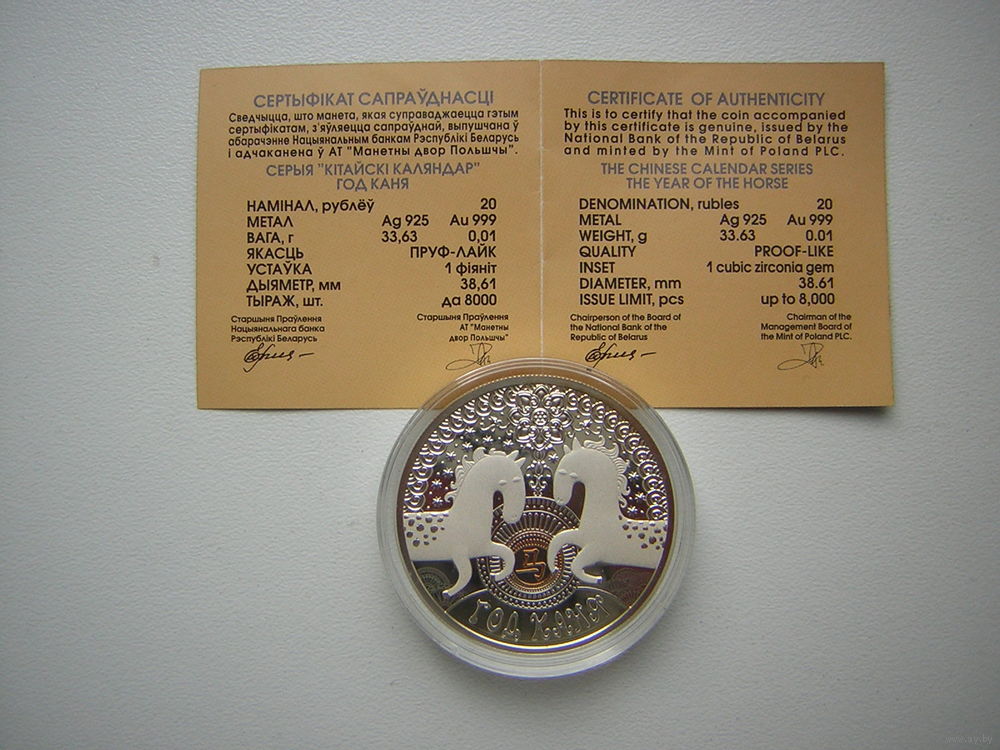 СЕРТЫФІКАТ САПРАЎДНАСЦІ
Сведчыцца, што манета, якая суправаджаецца гэтым
сертыфікатам, з'яўляецца сапраўднай, выпушчана ў
абарачэнне Нацыянальным банкам Рэспублікі Беларусь
і адчаканена ў АТ "Манетны двор Польшчы".
СЕРЫЯ "КІТАЙСКІ КАЛЯНДАР"
ГОД КАНЯ
НАМІНАЛ, рублёў 20
МЕТАЛ Ag 925 Au 999
ВАГА, г 33,63 0,01
ЯКАСЦЬ ПРУФ-ЛАЙК
УСТАЎКА 1 фіяніт
ДЫЯМЕТР, мм 38,61
ТЫРАЖ, шт. да 8000
Старшыня Праўлення
Нацыянальнага банка
Рэспублікі Беларусь
Старшыня Праўлення
АТ "Манетны
двор Польшчы"
CERTIFICATE OF AUTHENTICITY
This is to certify that the coin accompanied
by this certificate is genuine, issued by the
National Bank of the Republic of Belarus
and minted by the Mint of Poland PLC.
THE CHINESE CALENDAR SERIES
THE YEAR OF THE HORSE
DENOMINATION, rubles 20
METAL Ag 925 Au 999
WEIGHT, g 33.63 0.01
QUALITY PROOF-LIKE
INSET 1 cubic zirconia gem
DIAMETER, mm 38.61
ISSUE LIMIT, pcs up to 8,000
Chairperson of the Board of
the National Bank of the
Republic of Belarus
Chairman of the
Management Board of
the Mint of Poland PLC.
ГОД КАНЯ
www.ay.by